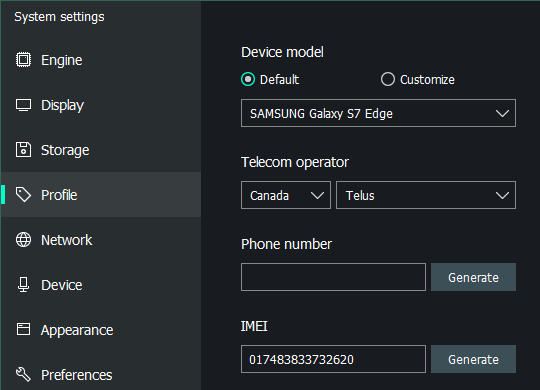 System settings
Engine
Display
Storage
Profile
Network
Device
Appearance
Preferences
Device model
Default Customize
SAMSUNG Galaxy S7 Edge
Telecom operator
Canada Telus
Phone number
Generate
IMEI
017483833732620 Generate